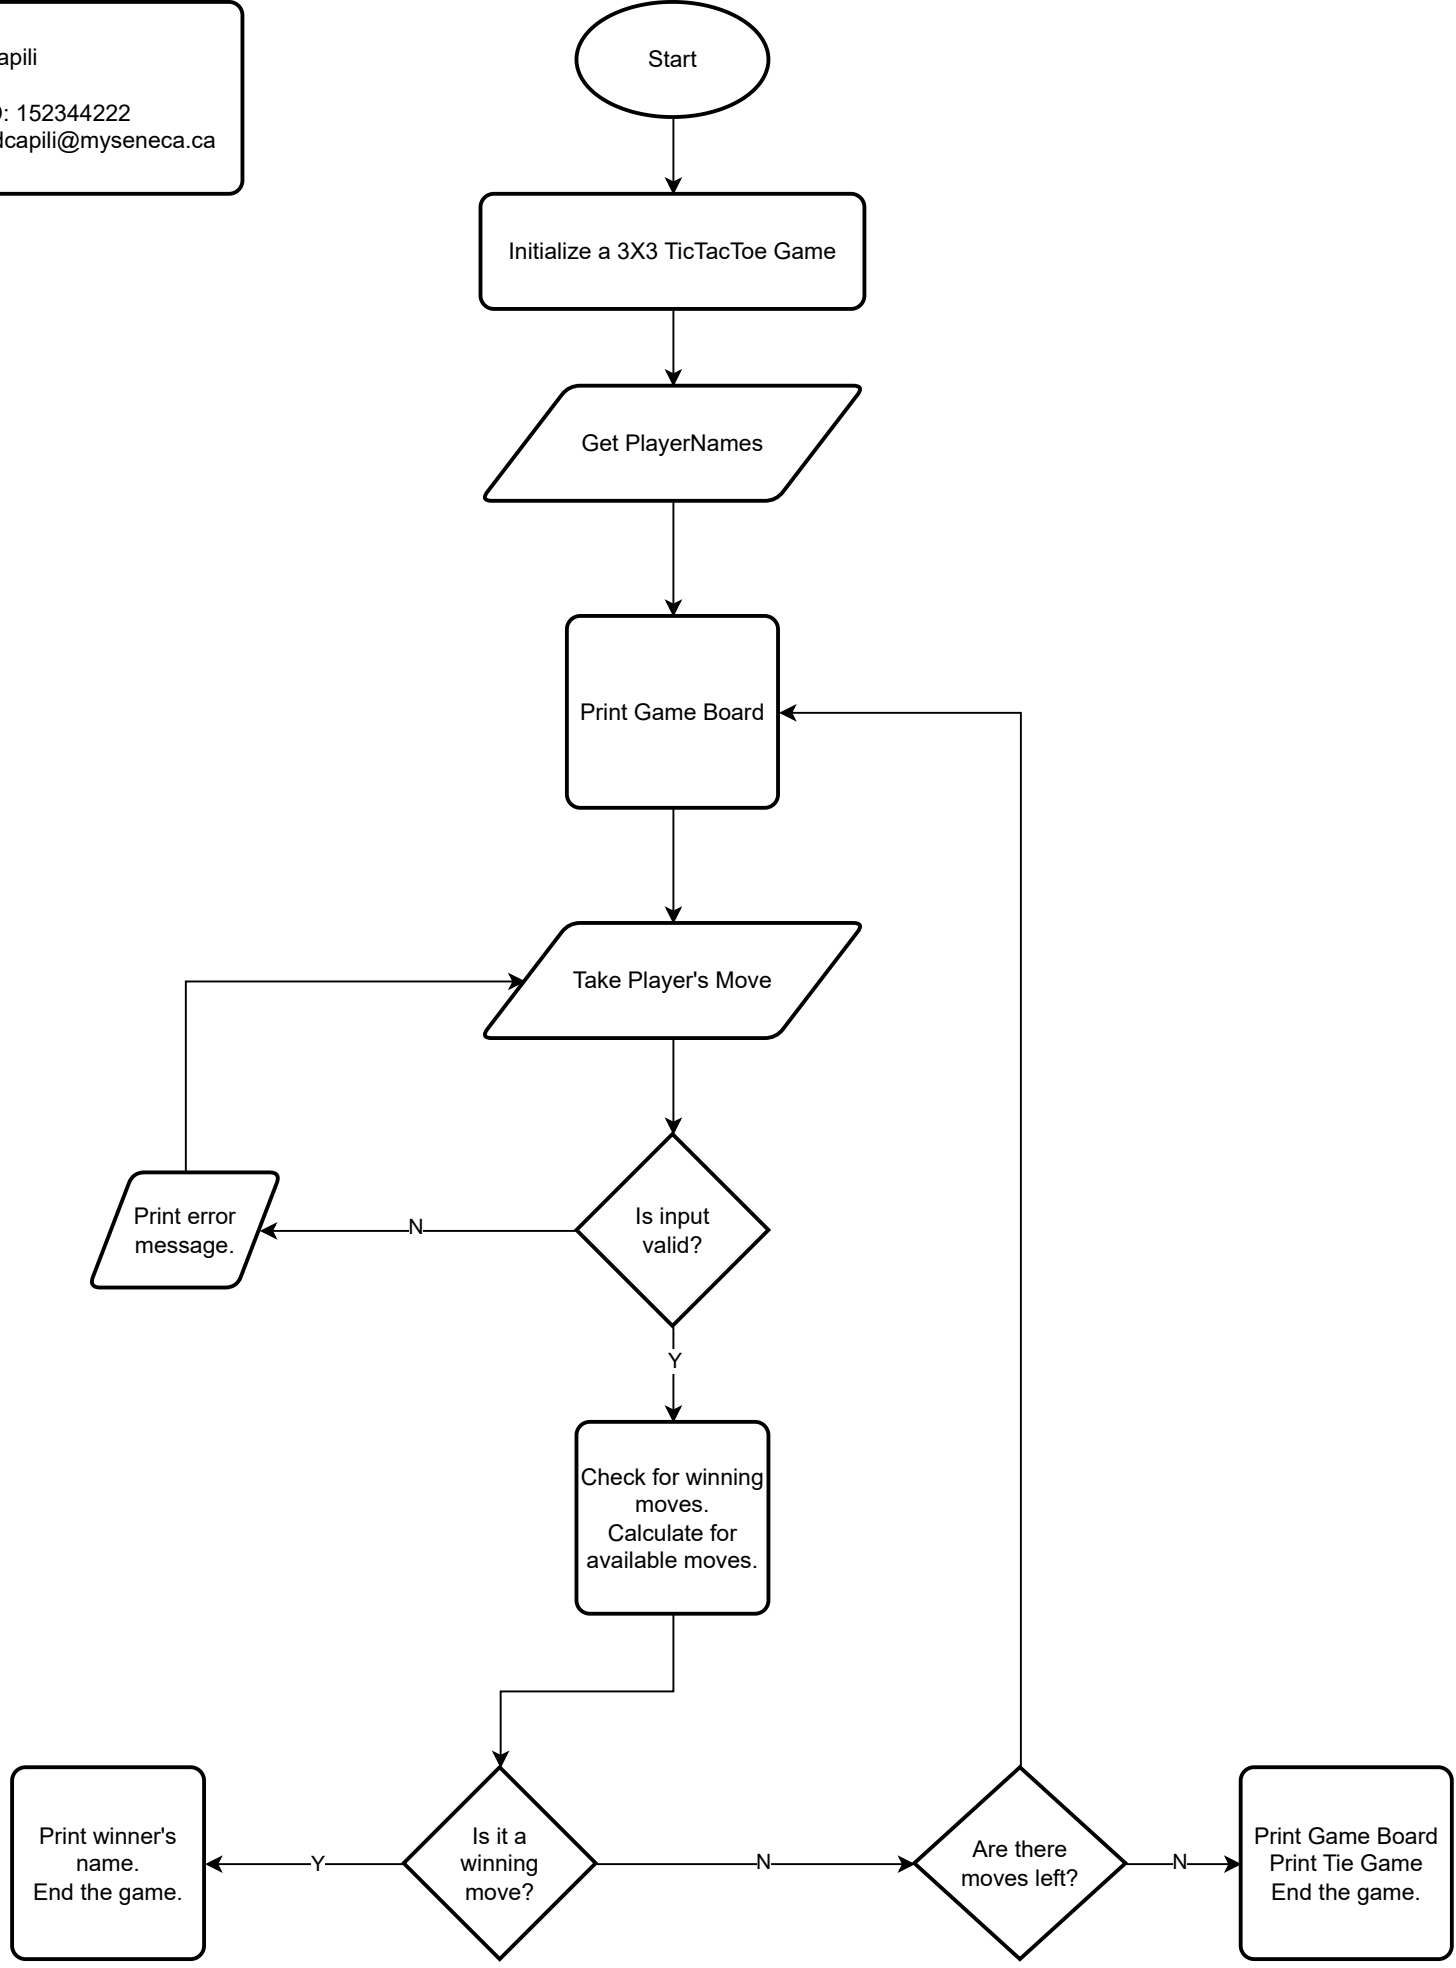 apili
: 152344222
dcapili@myseneca.ca
Start
Initialize a 3X3 TicTacToe Game
Get PlayerNames
Print Game Board
Take Player's Move
Print error
message.
N
Is input
valid?
Y
Check for winning
moves.
Calculate for
available moves.
Print winner's
name.
End the game.
Y
Is it a
winning
move?
N
Are there
moves left?
N
Print Game Board
Print Tie Game
End the game.